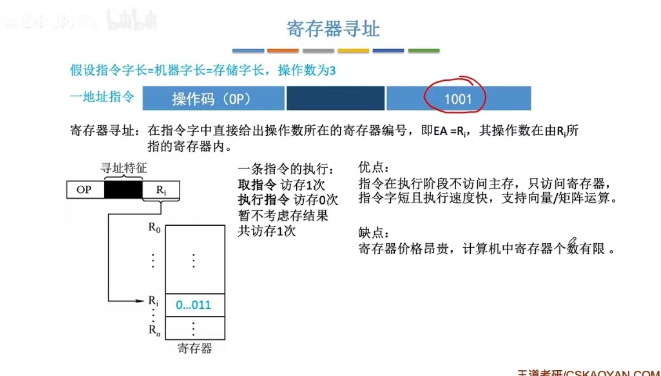 寄存器寻址
假设指令字长=机器字长=存储字长，操作数为3
一地址指令 操作码（OP） 1001
寄存器寻址：在指令字中直接给出操作数所在的寄存器编号，即EA =Ri，其操作数在由Ri所
指的寄存器内。
寻址特征
OP Ri
R0
⋮ ⋮
Ri 0...011
⋮
Rn ⋮
寄存器
一条指令的执行：
取指令 访存1次
执行指令 访存0次
暂不考虑存结果
共访存1次
优点：
指令在执行阶段不访问主存，只访问寄存器，
指令字短且执行速度快，支持向量/矩阵运算。
缺点：
寄存器价格昂贵，计算机中寄存器个数有限 。
王道考研/CSKAOYAN.COM